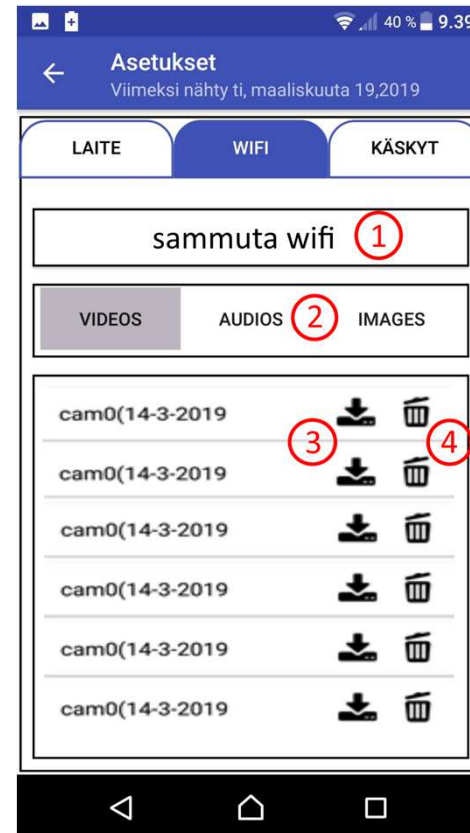 40 % 9.39
Asetukset
Viimeksi nähty ti, maaliskuuta 19,2019
LAITE WIFI KÄSKYT
sammuta wifi 1
VIDEOS AUDIOS 2 IMAGES
cam0(14-3-2019
3 4
cam0(14-3-2019
cam0(14-3-2019
cam0(14-3-2019
cam0(14-3-2019
cam0(14-3-2019